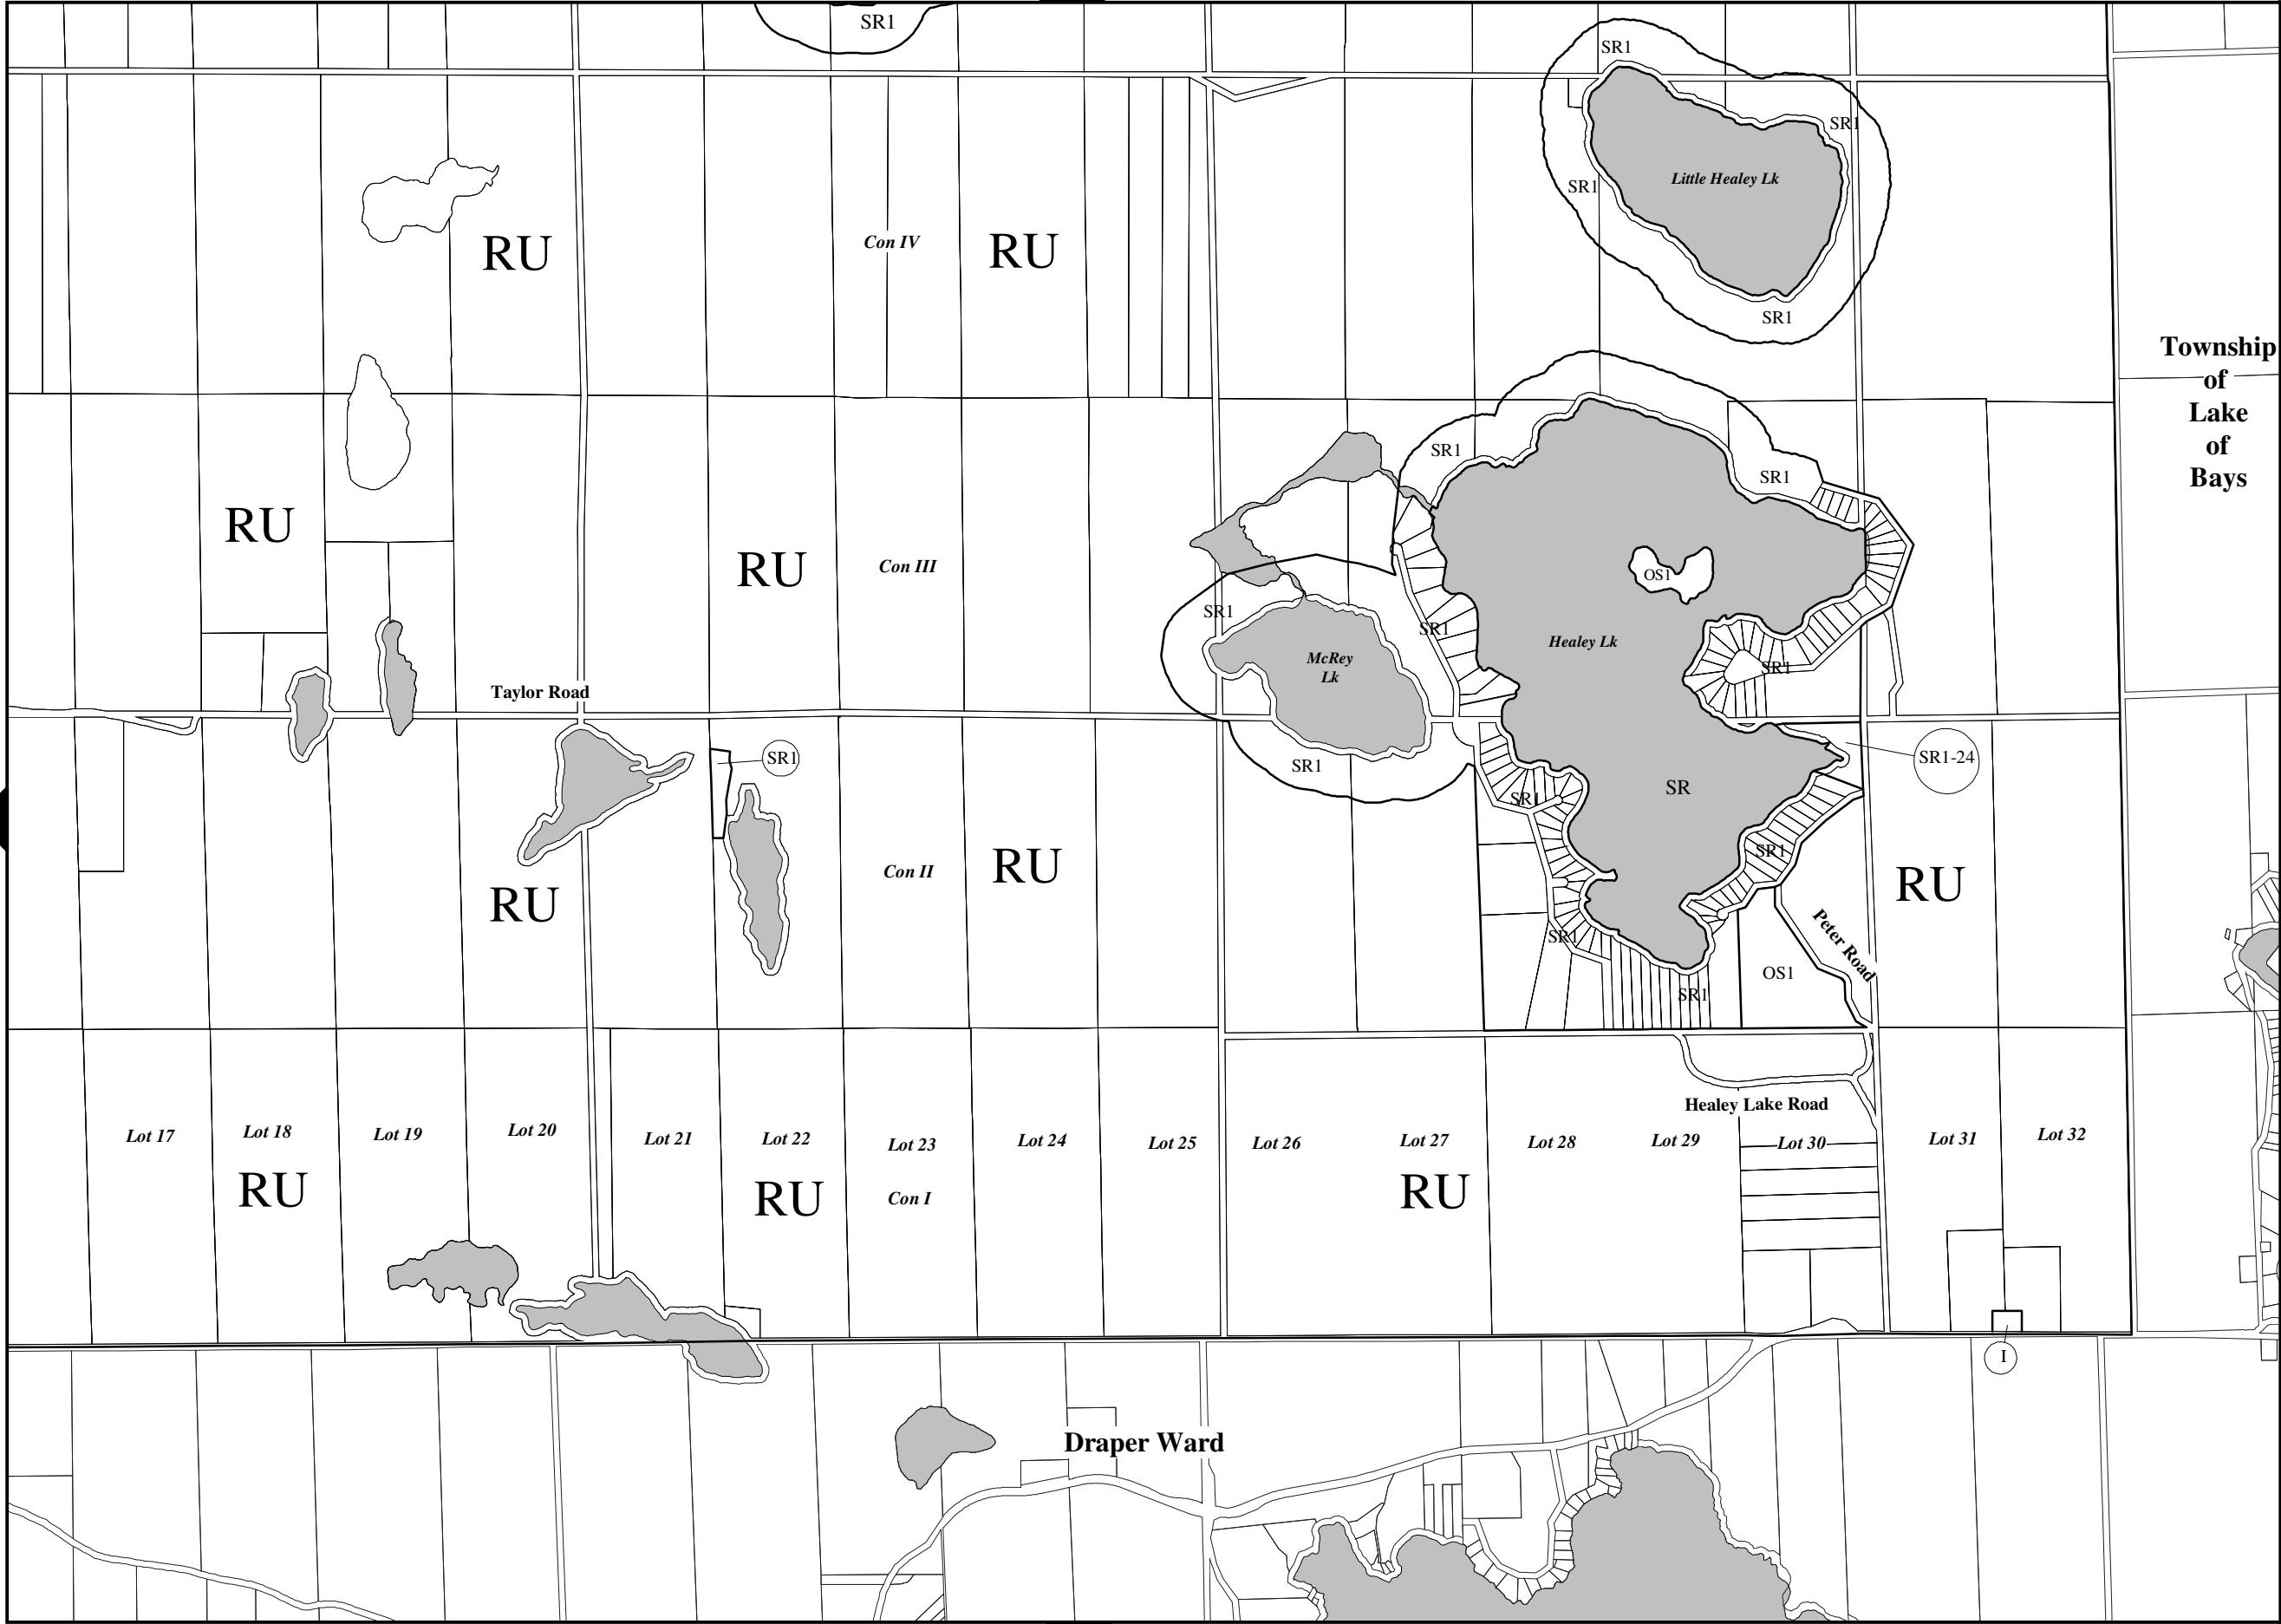 SR1
SR1
SR1
Little Healey Lk
SR1
Con IV
RU
RU
SR1
Township
of
Lake
of
Bays
SR1
SR1
RU
RU
Con III
OS1
SR1
SR1
Healey Lk
McRey
Lk
SR1
Taylor Road
SR1
SR1-24
SR1
SR
SR1
SR1
RU
Con II
RU
RU
Peter Road
SR1
OS1
SR1
Healey Lake Road
Lot 17
Lot 18
Lot 19
Lot 20
Lot 21
Lot 22
Lot 23
Lot 24
Lot 25
Lot 26
Lot 27
Lot 28
Lot 29
Lot 30
Lot 31
Lot 32
RU
RU
Con I
RU
I
Draper Ward